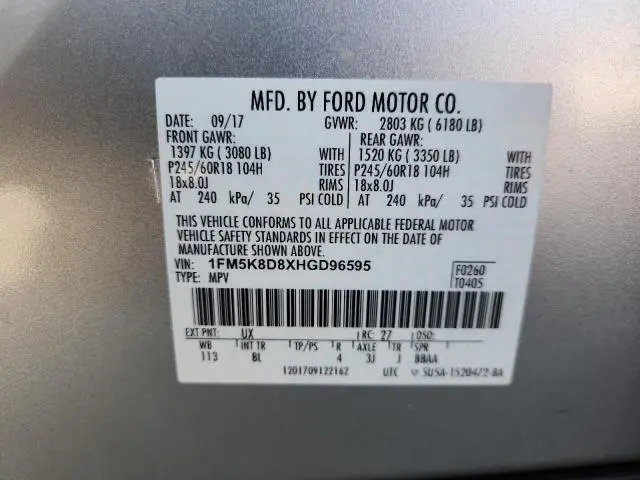 MFD. BY FORD MOTOR CO.
DATE: 09/17 GVWR: 2803 KG ( 6180 LB)
FRONT GAWR: REAR GAWR:
1397 KG ( 3080 LB) WITH 1520 KG ( 3350 LB) WITH
P245/60R18 104H TIRES P245/60R18 104H TIRES
18x8.0J RIMS 18x8.0J RIMS
AT 240 kPa/ 35 PSI COLD AT 240 kPa/ 35 PSI COLD
THIS VEHICLE CONFORMS TO ALL APPLICABLE FEDERAL MOTOR
VEHICLE SAFETY STANDARDS IN EFFECT ON THE DATE OF
MANUFACTURE SHOWN ABOVE.
VIN: 1FM5K8D8XHGD96595 F0260
TYPE: MPV T0405
EXT PNT: UX RC: 27 DSO:
WB INT TR TP/PS R AXLE TR SPR
113 BL 4 3J J BBAA
1201709122162 UTC